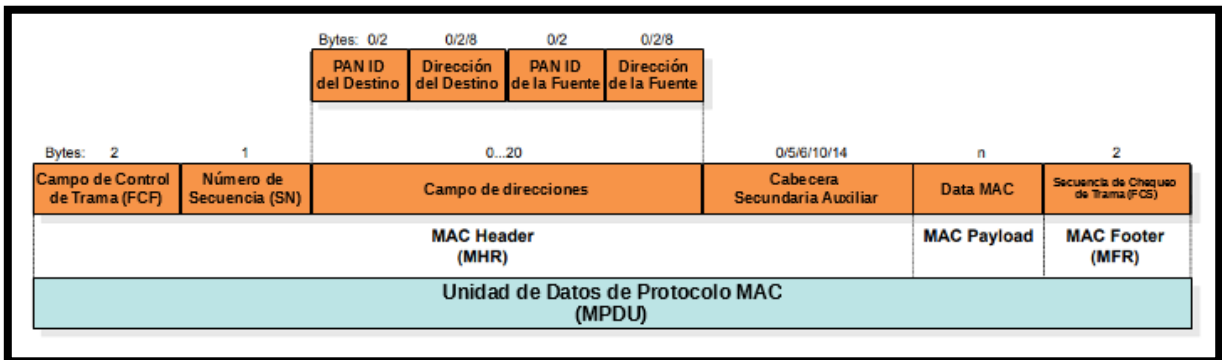 Bytes: 0/2 0/2/8 0/2 0/2/8
PAN ID Dirección PAN ID Dirección
del Destino del Destino de la Fuente de la Fuente
Bytes: 2 1 0...20 0/5/6/10/14 n 2
Campo de Control
de Trama (FCF)
Número de
Secuencia (SN)
Campo de direcciones
Cabecera
Secundaria Auxiliar
Data MAC
Secuencia de Chequeo
de Trama (FCS)
MAC Header
(MHR)
MAC Payload
MAC Footer
(MFR)
Unidad de Datos de Protocolo MAC
(MPDU)